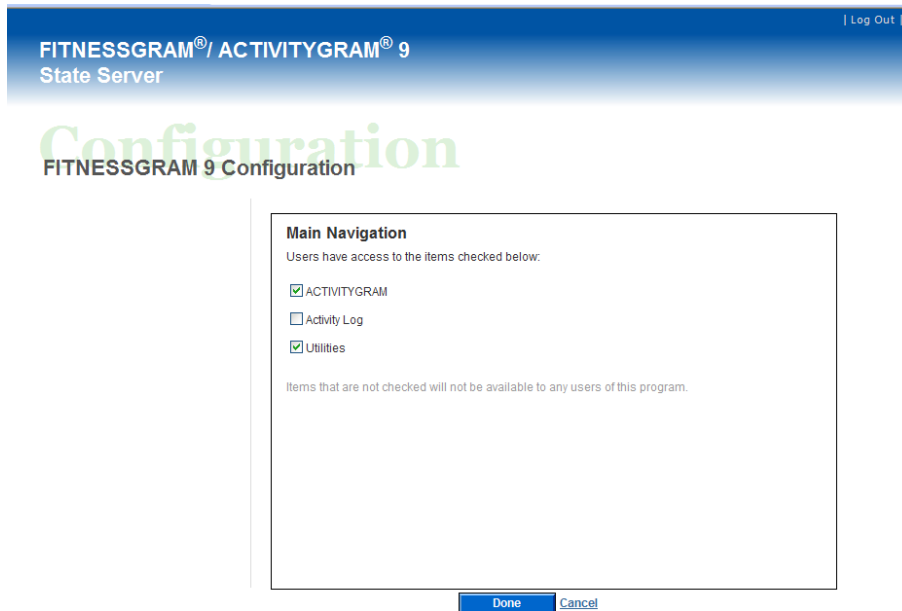 | Log Out |
FITNESSGRAM®/ ACTIVITYGRAM® 9
State Server
Configuration
FITNESSGRAM 9 Configuration
Main Navigation
Users have access to the items checked below:
ACTIVITYGRAM
Activity Log
Utilities
Items that are not checked will not be available to any users of this program.
Done Cancel